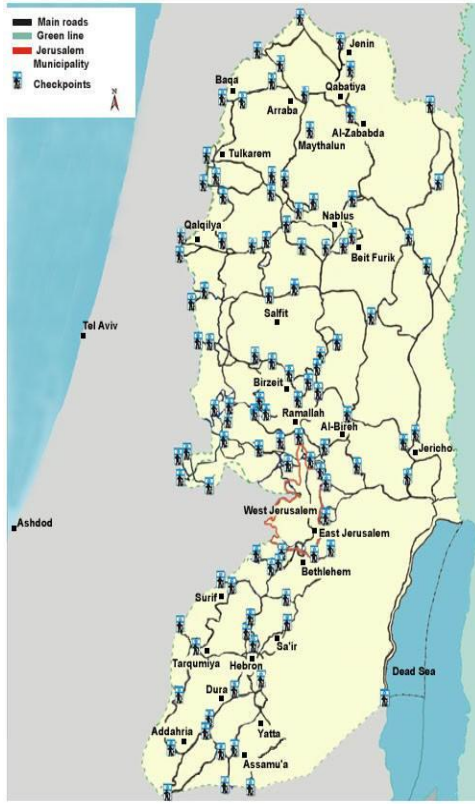 Main roads
Green line
Jerusalem
Municipality
Checkpoints
N
Jenin
Baqa
Qabatiya
Arraba
Al-Zababda
Maythalun
Tulkarem
Nablus
Qalqilya
Beit Furik
Salfit
Tel Aviv
Birzeit
Ramallah
Al-Bireh
Jericho
West Jerusalem
Ashdod
East Jerusalem
Bethlehem
Surif
Sa'ir
Tarqumiya
Hebron
Dead Sea
Dura
Addahria
Yatta
Assamu'a